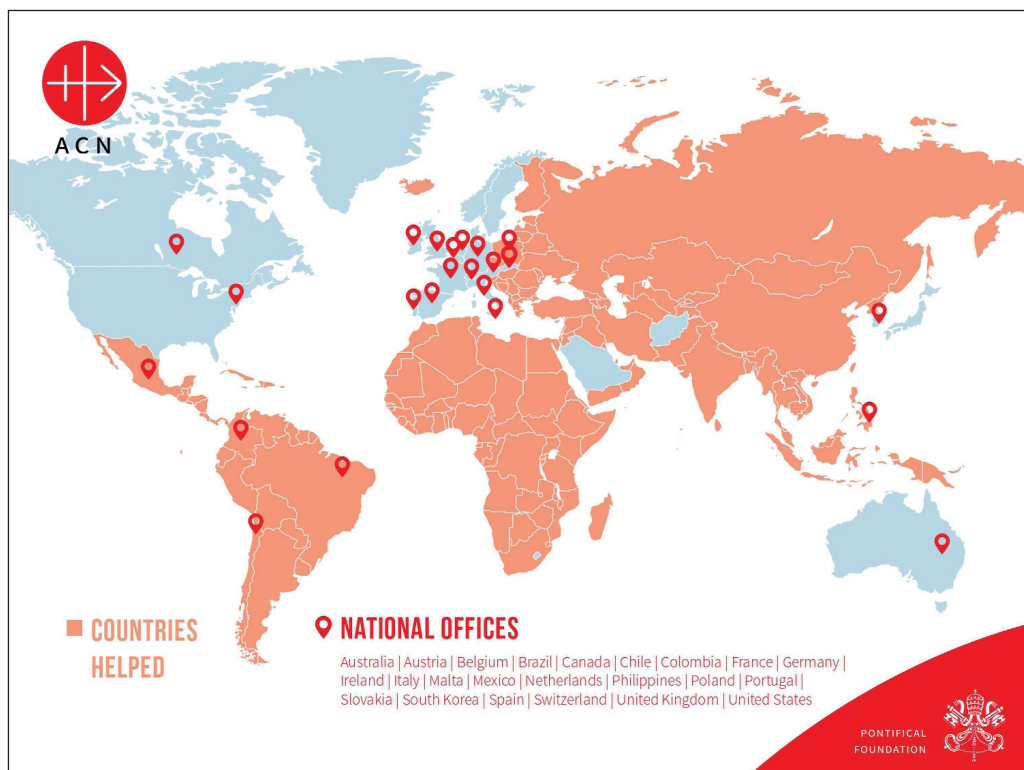 ACN
COUNTRIES
HELPED
NATIONAL OFFICES
Australia | Austria | Belgium | Brazil | Canada | Chile | Colombia | France | Germany |
Ireland | Italy | Malta | Mexico | Netherlands | Philippines | Poland | Portugal |
Slovakia | South Korea | Spain | Switzerland | United Kingdom | United States
PONTIFICAL
FOUNDATION